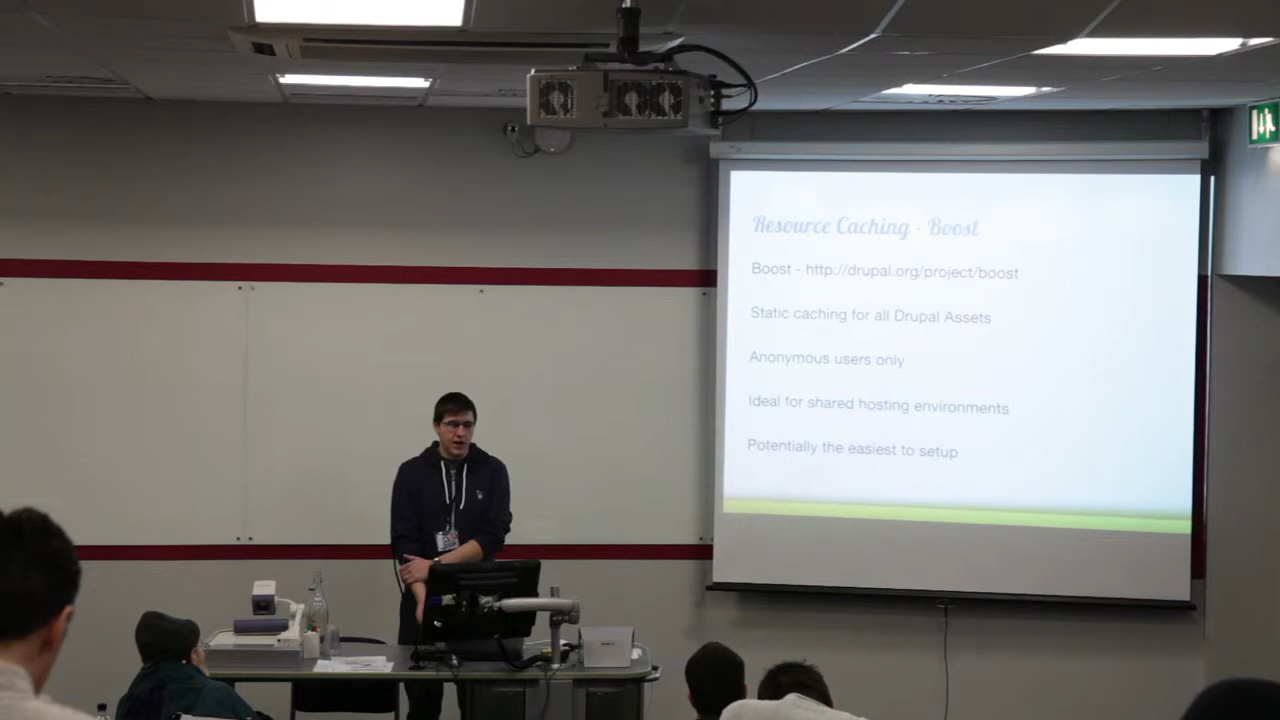 Resource Caching - Boost
Boost - http://drupal.org/project/boost
Static caching for all Drupal Assets
Anonymous users only
Ideal for shared hosting environments
Potentially the easiest to setup